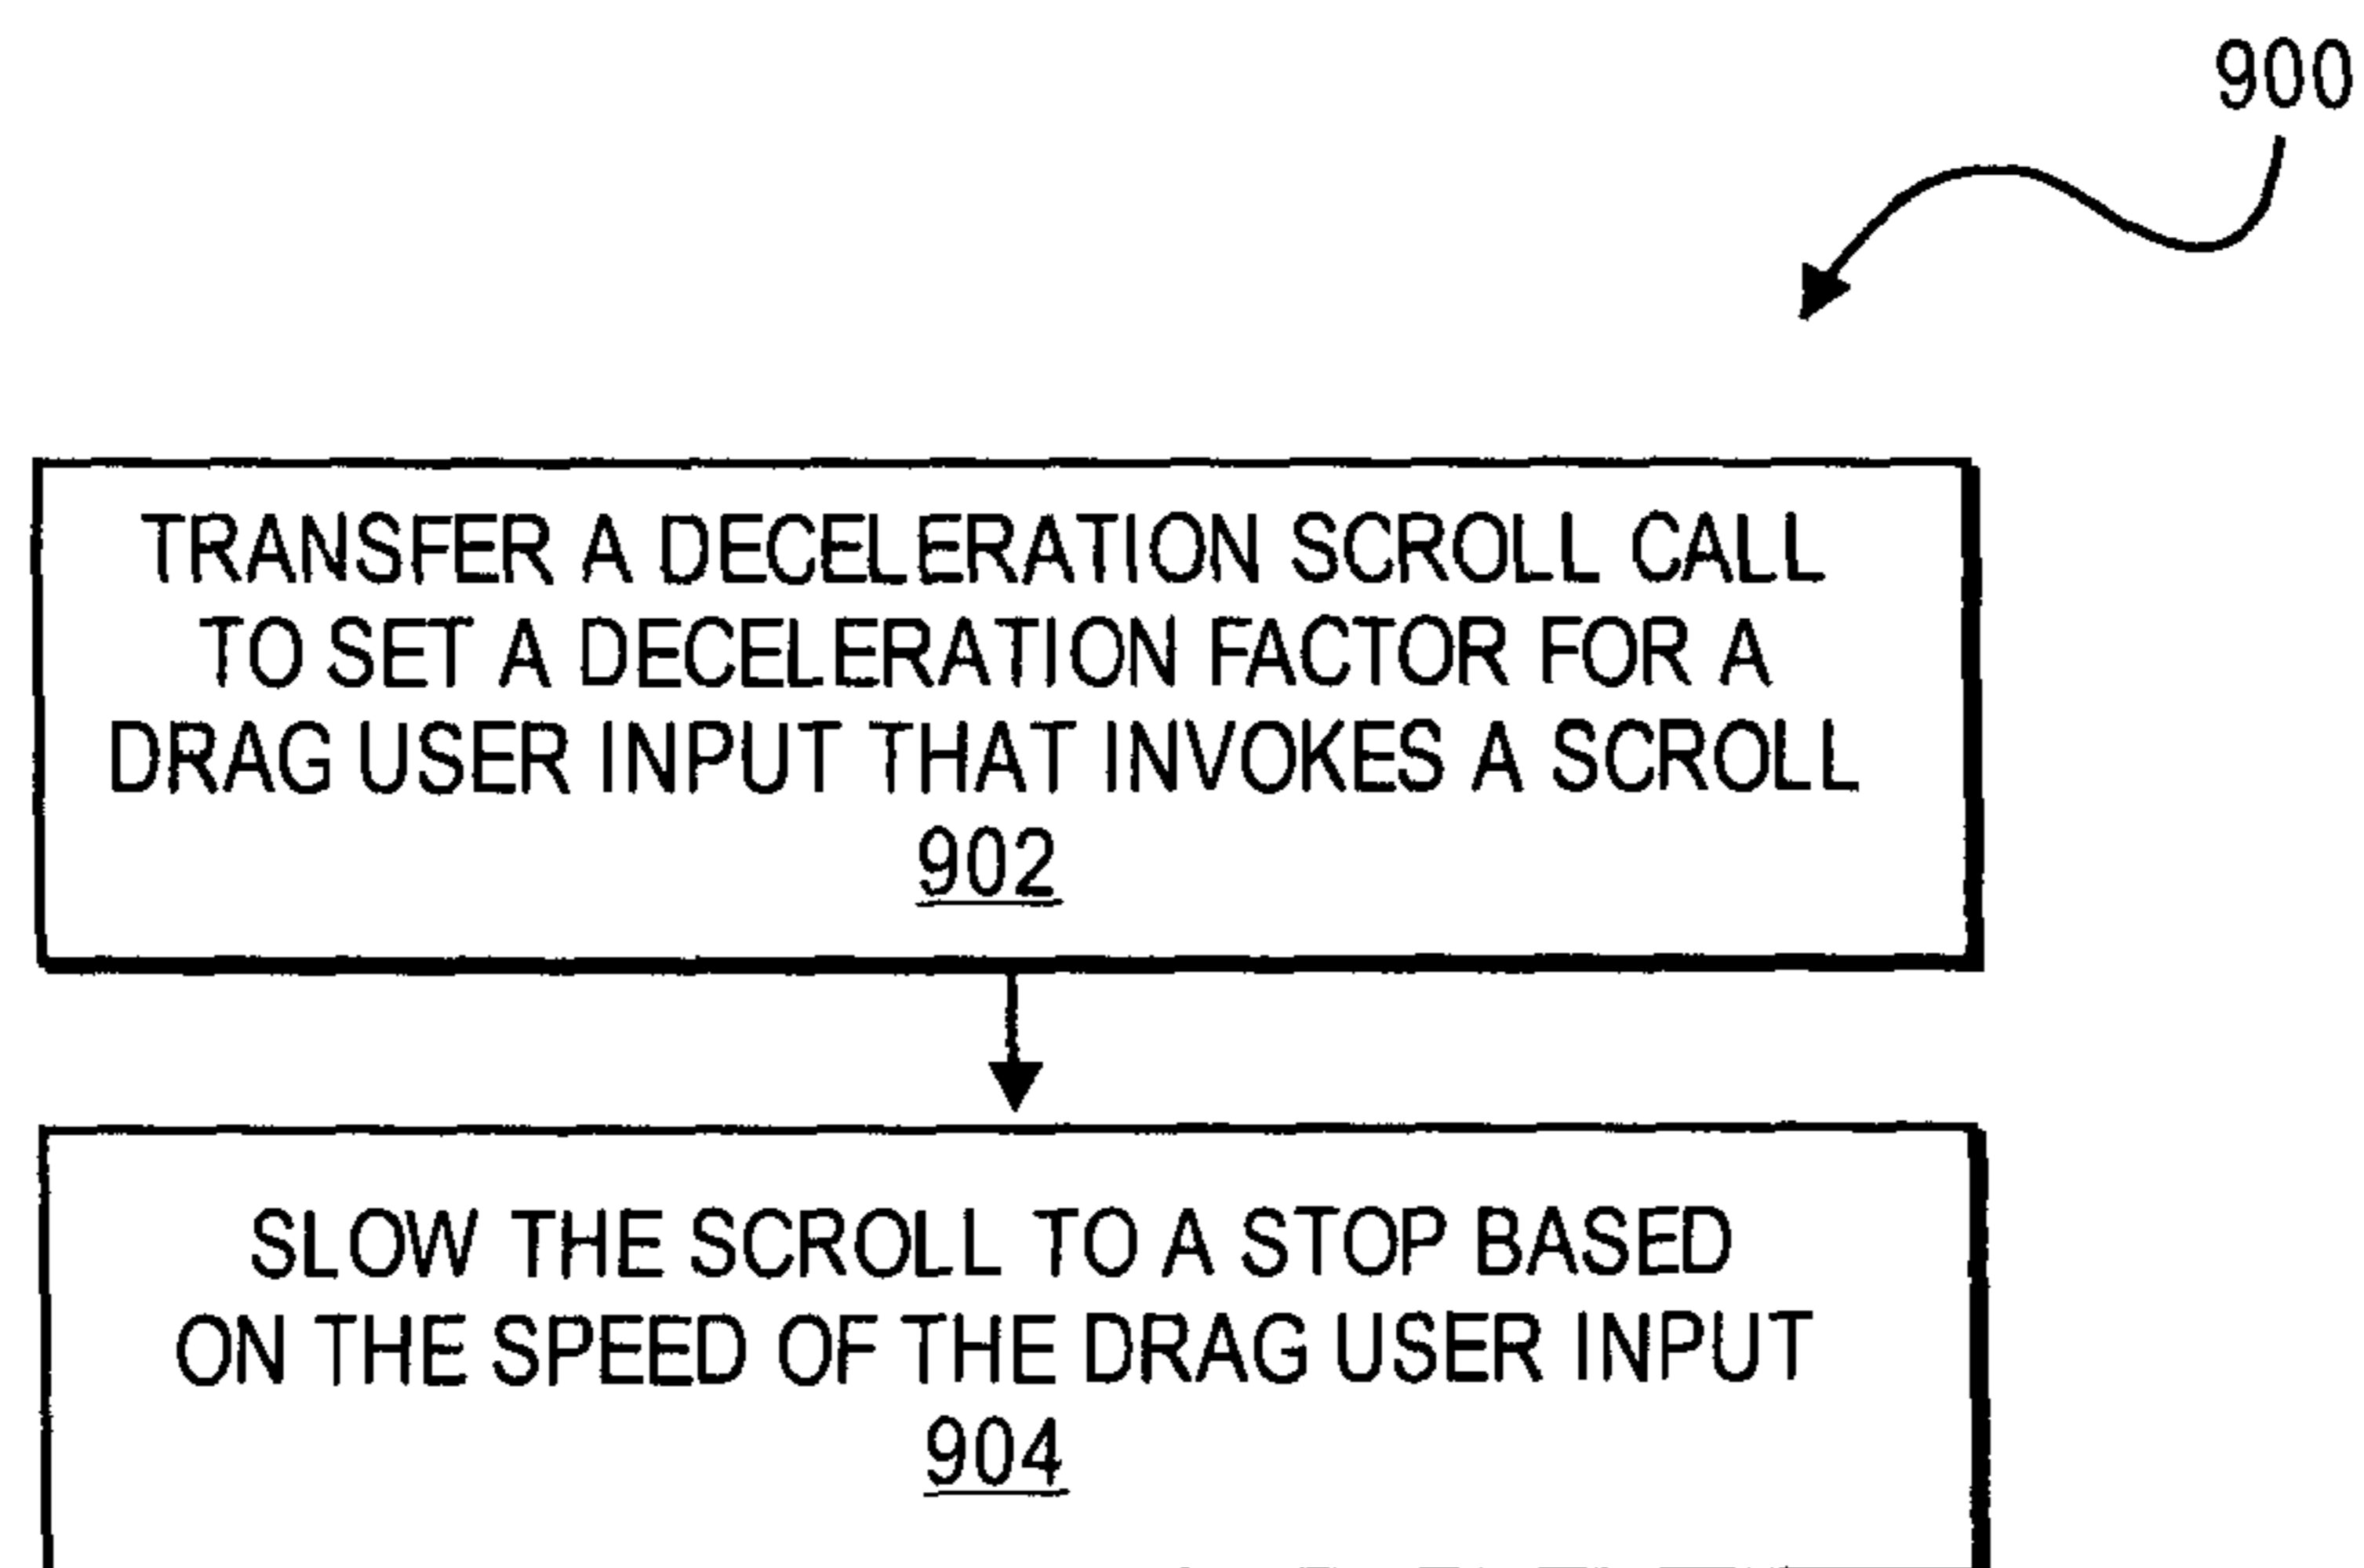 900
TRANSFER A DECELERATION SCROLL CALL
TO SET A DECELERATION FACTOR FOR A
DRAG USER INPUT THAT INVOKES A SCROLL
902
SLOW THE SCROLL TO A STOP BASED
ON THE SPEED OF THE DRAG USER INPUT
904